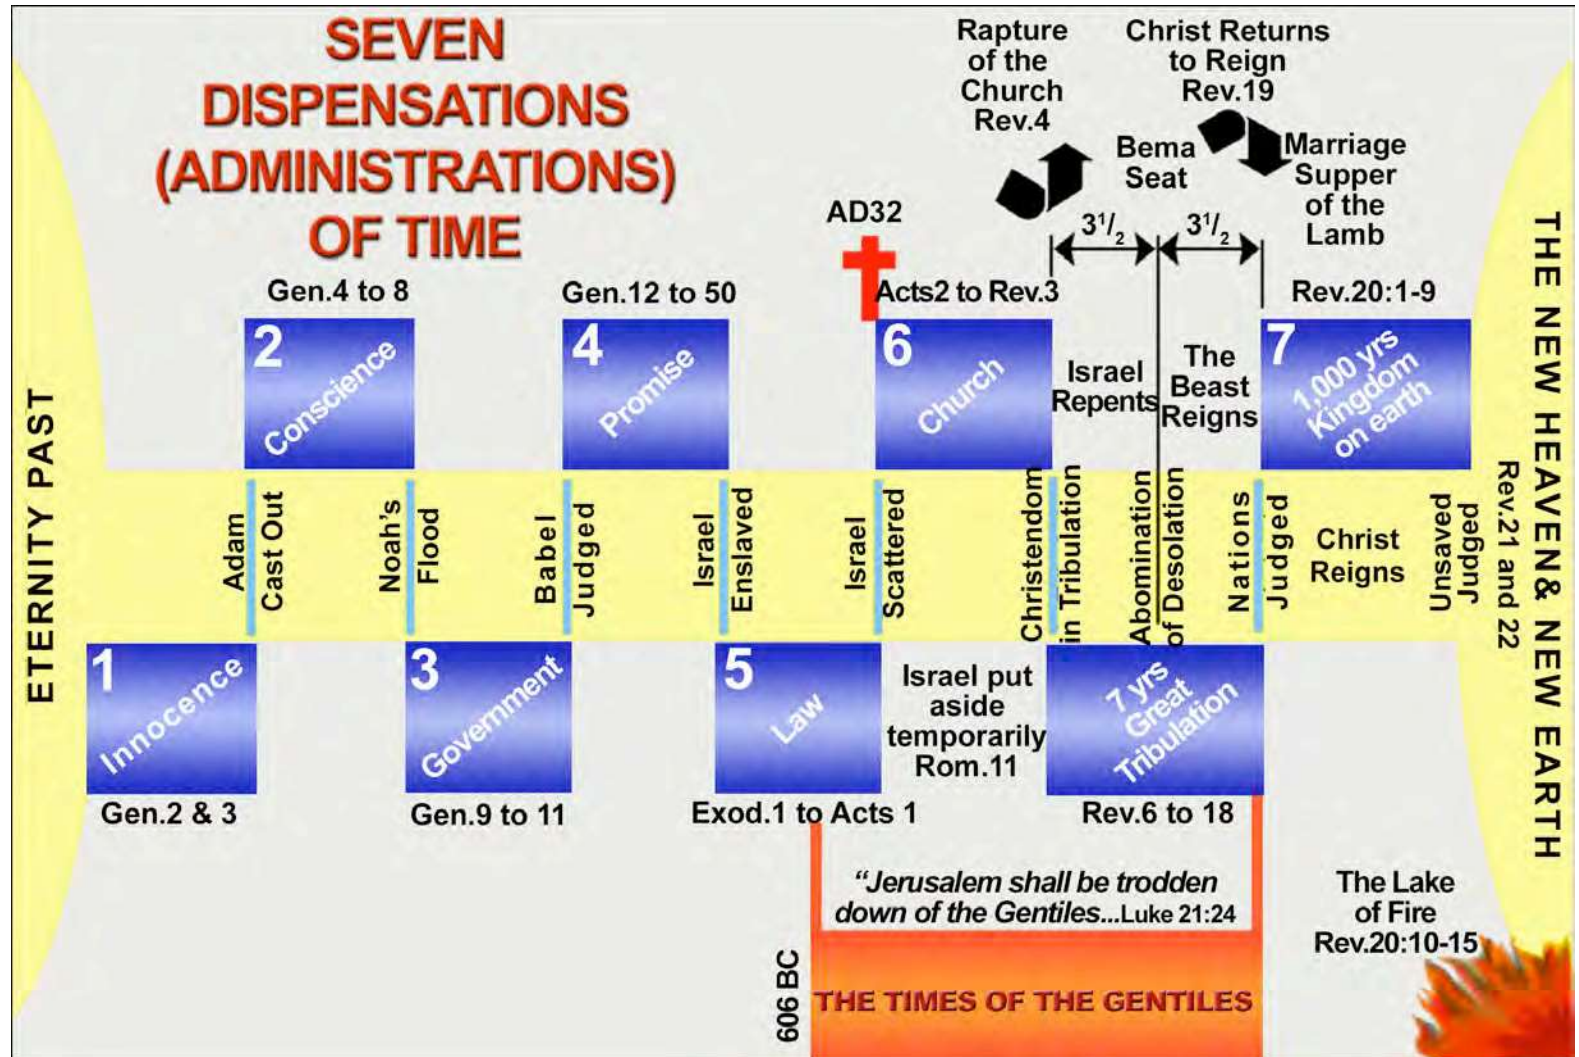 SEVEN
DISPENSATIONS
(ADMINISTRATIONS)
OF TIME
Rapture
of the
Church
Rev.4
Christ Returns
to Reign
Rev.19
Bema
Seat
Marriage
Supper
of the
Lamb
AD32
3 1/2
3 1/2
Gen.4 to 8
Gen.12 to 50
Acts2 to Rev.3
Rev.20:1-9
2
Conscience
4
Promise
6
Church
Israel
Repents
The
Beast
Reigns
7
1,000 yrs
Kingdom
on earth
ETERNITY PAST
Adam
Cast Out
Noah's
Flood
Babel
Judged
Israel
Enslaved
Israel
Scattered
Christendom
in Tribulation
Abomination
of Desolation
Nations
Judged
Christ
Reigns
Unsaved
Judged
Rev.21 and 22
THE NEW HEAVEN& NEW EARTH
1
Innocence
3
Government
5
Law
Israel put
aside
temporarily
Rom.11
7 yrs
Great
Tribulation
Gen.2 & 3
Gen.9 to 11
Exod.1 to Acts 1
Rev.6 to 18
“Jerusalem shall be trodden
down of the Gentiles...Luke 21:24
The Lake
of Fire
Rev.20:10-15
606 BC
THE TIMES OF THE GENTILES